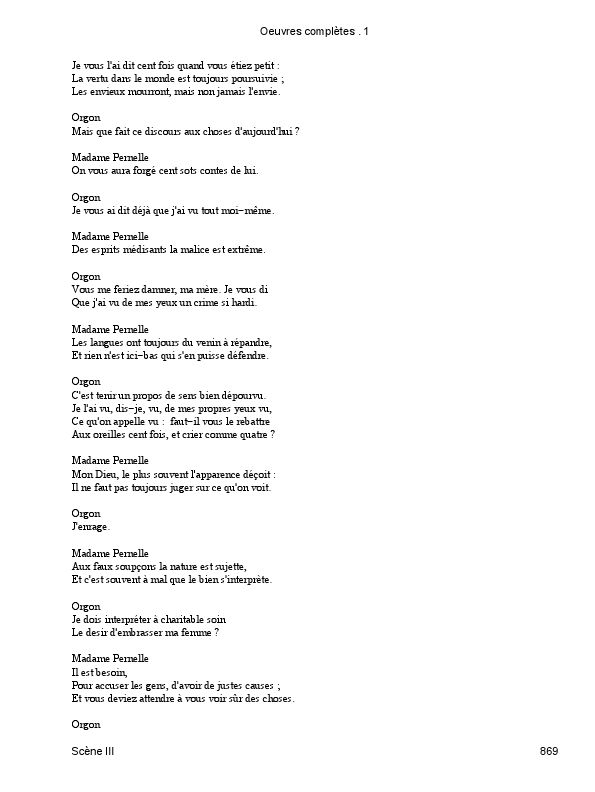 Oeuvres complètes . 1
Je vous l'ai dit cent fois quand vous étiez petit :
La vertu dans le monde est toujours poursuivie ;
Les envieux mourront, mais non jamais l'envie.
Orgon
Mais que fait ce discours aux choses d'aujourd'hui ?
Madame Pernelle
On vous aura forgé cent sots contes de lui.
Orgon
Je vous ai dit déjà que j'ai vu tout moi−même.
Madame Pernelle
Des esprits médisants la malice est extrême.
Orgon
Vous me feriez damner, ma mère. Je vous di
Que j'ai vu de mes yeux un crime si hardi.
Madame Pernelle
Les langues ont toujours du venin à répandre,
Et rien n'est ici−bas qui s'en puisse défendre.
Orgon
C'est tenir un propos de sens bien dépourvu.
Je l'ai vu, dis−je, vu, de mes propres yeux vu,
Ce qu'on appelle vu :  faut−il vous le rebattre
Aux oreilles cent fois, et crier comme quatre ?
Madame Pernelle
Mon Dieu, le plus souvent l'apparence déçoit :
Il ne faut pas toujours juger sur ce qu'on voit.
Orgon
J'enrage.
Madame Pernelle
Aux faux soupçons la nature est sujette,
Et c'est souvent à mal que le bien s'interprète.
Orgon
Je dois interpréter à charitable soin
Le desir d'embrasser ma femme ?
Madame Pernelle
Il est besoin,
Pour accuser les gens, d'avoir de justes causes ;
Et vous deviez attendre à vous voir sûr des choses.
Orgon
Scène III 869